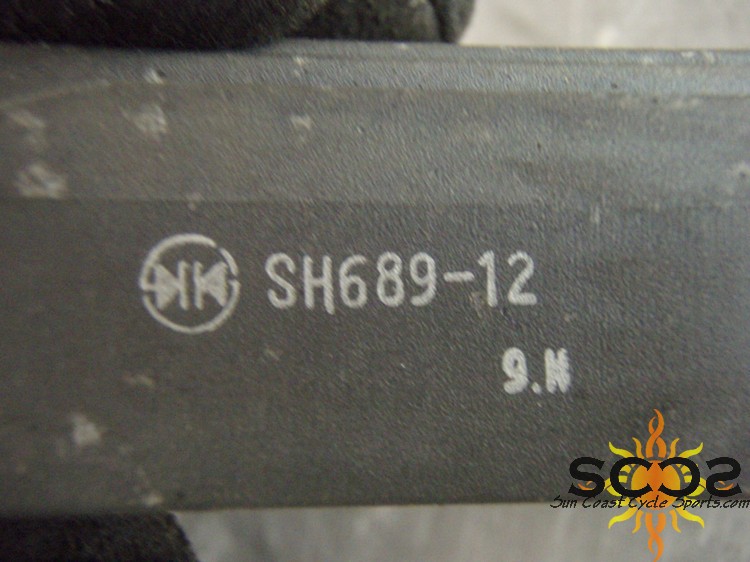 SH689-12
9.N
SCCS
Sun Coast Cycle Sports.com